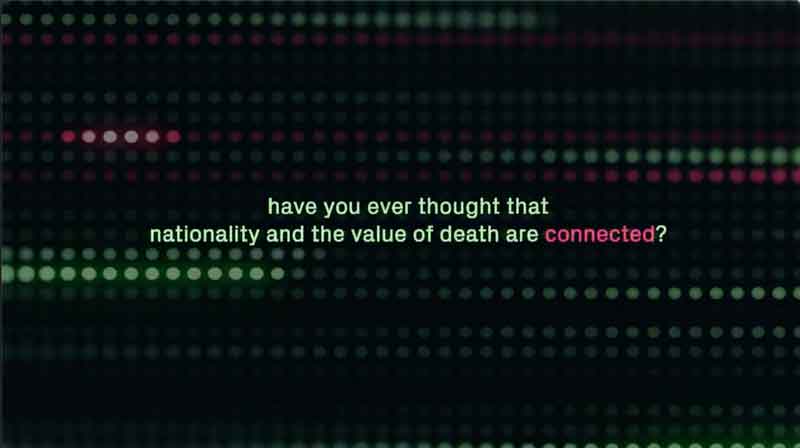 have you ever thought that
nationality and the value of death are connected?